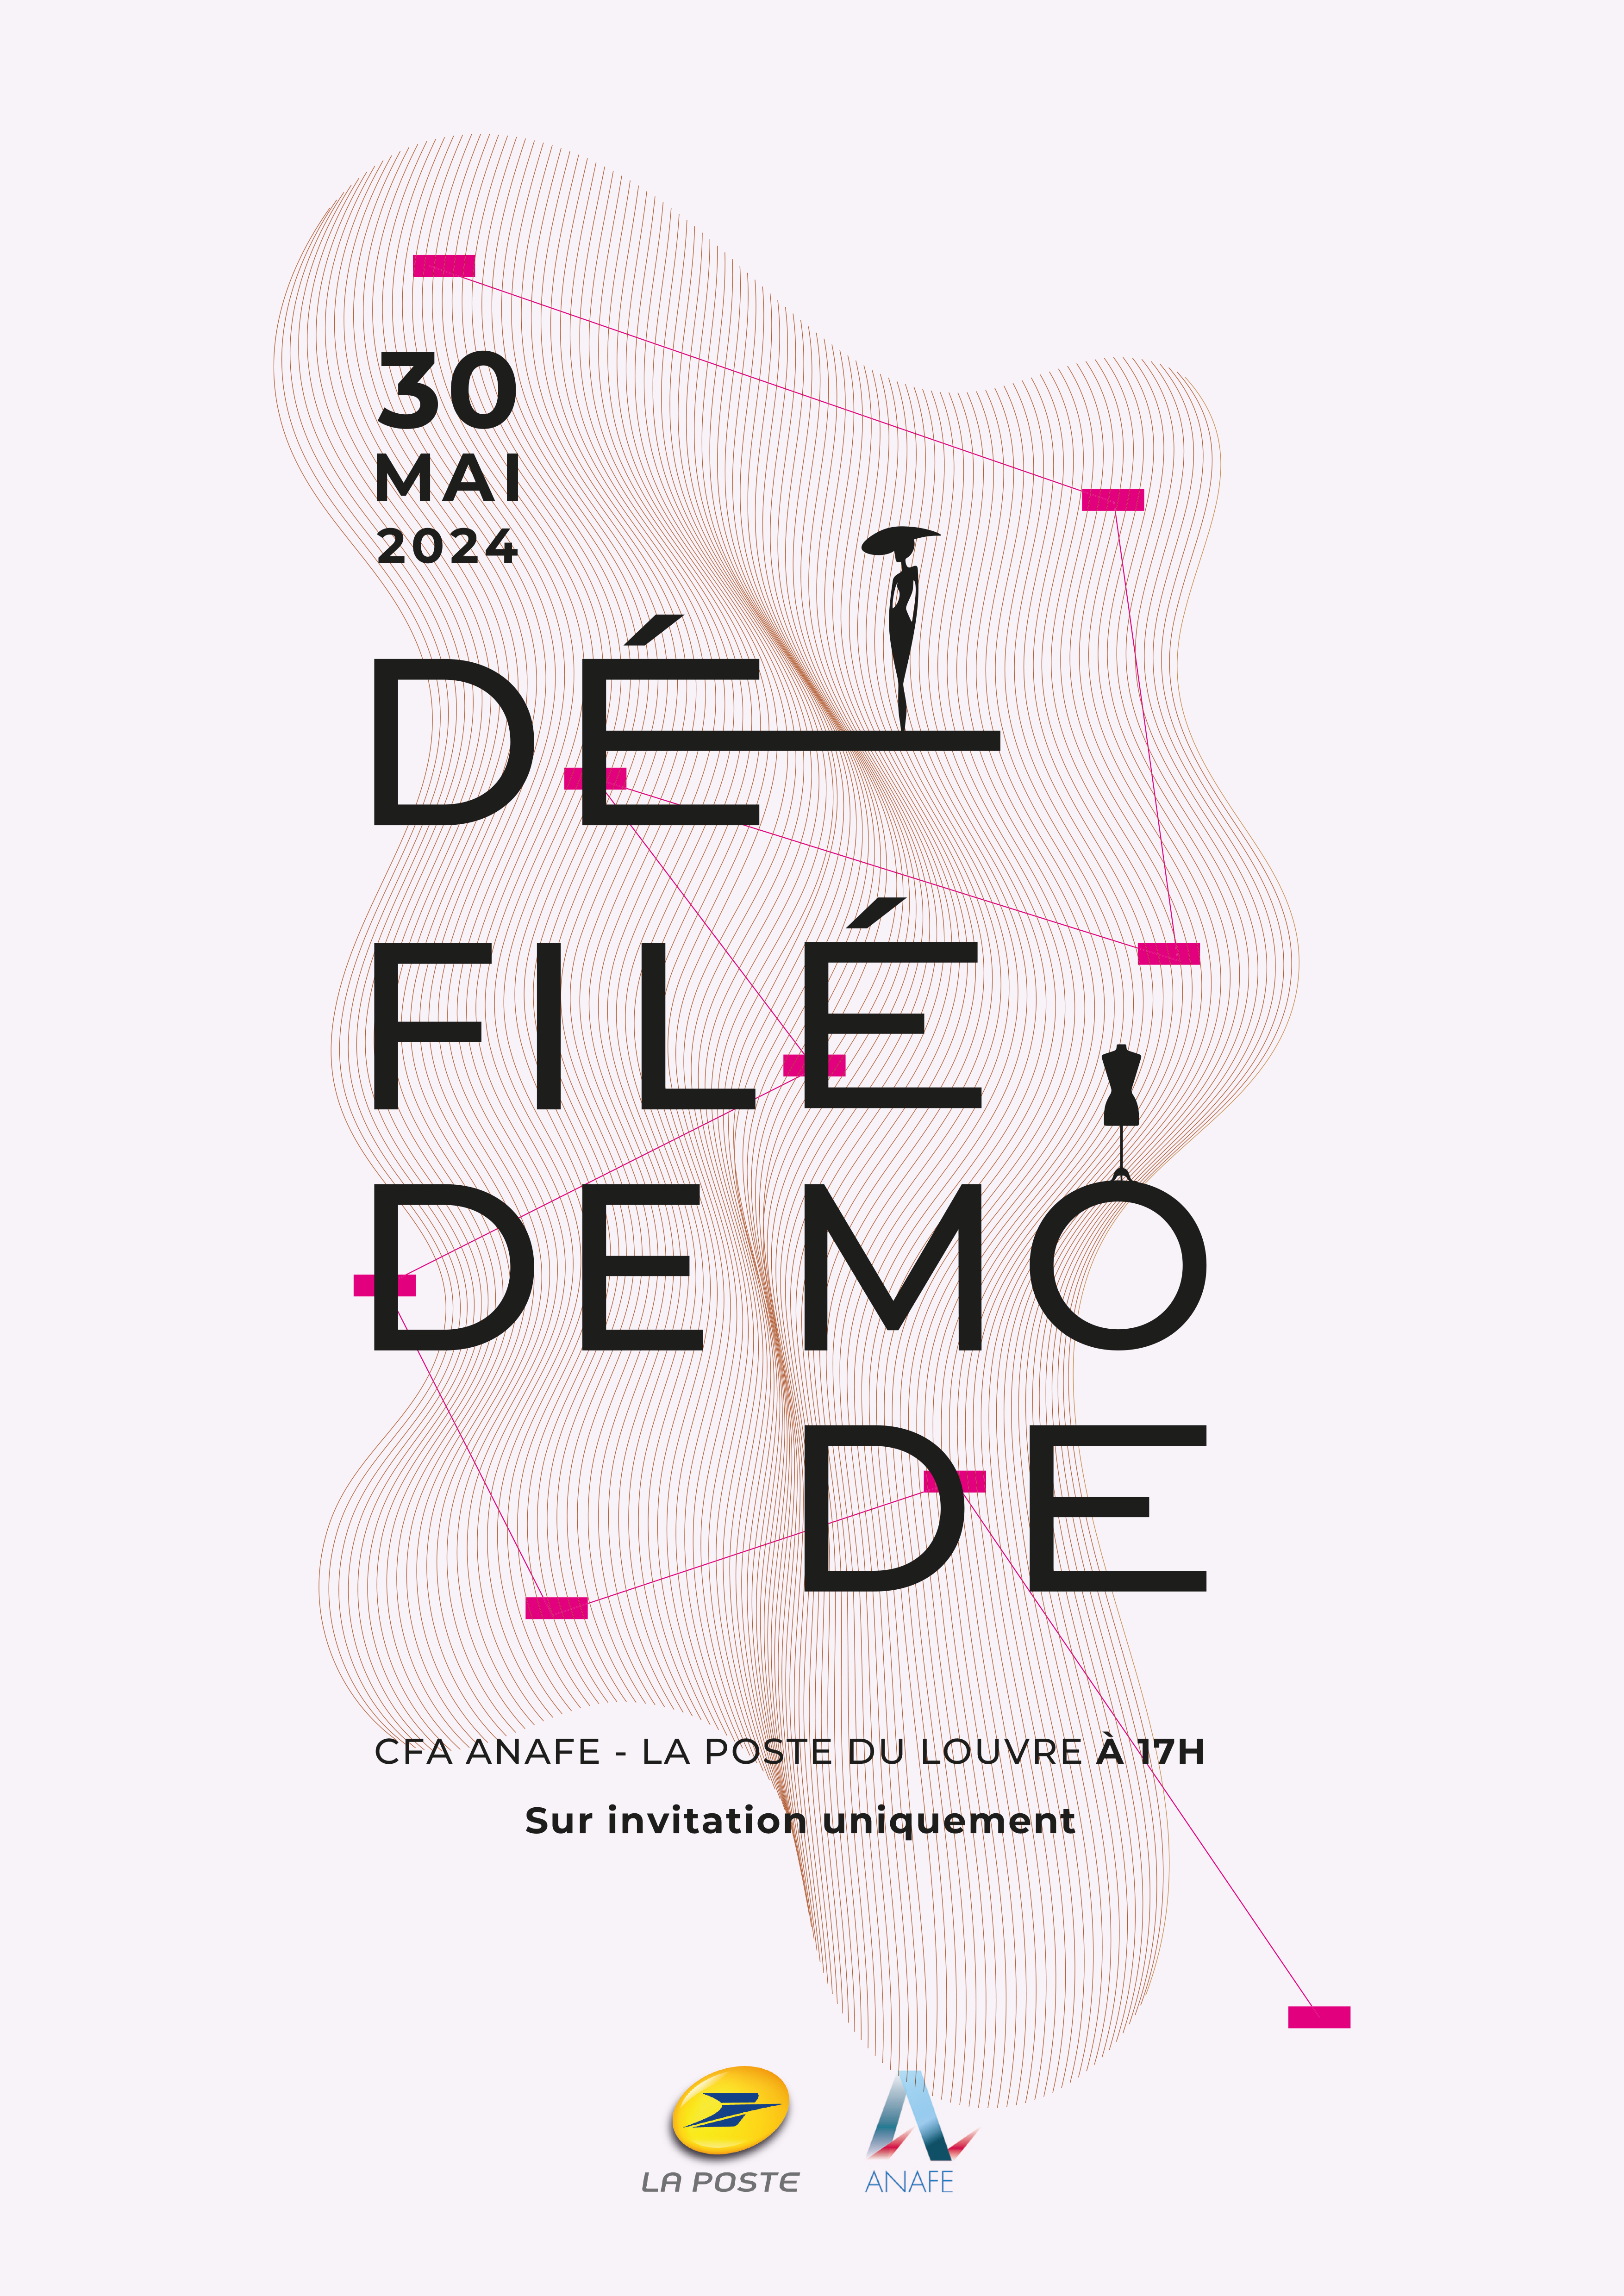 30
MAI
2024
DÉ
FILÉ
DE MO
DE
CFA ANAFE - LA POSTE DU LOUVRE À 17H
Sur invitation uniquement
LA POSTE
ANAFE